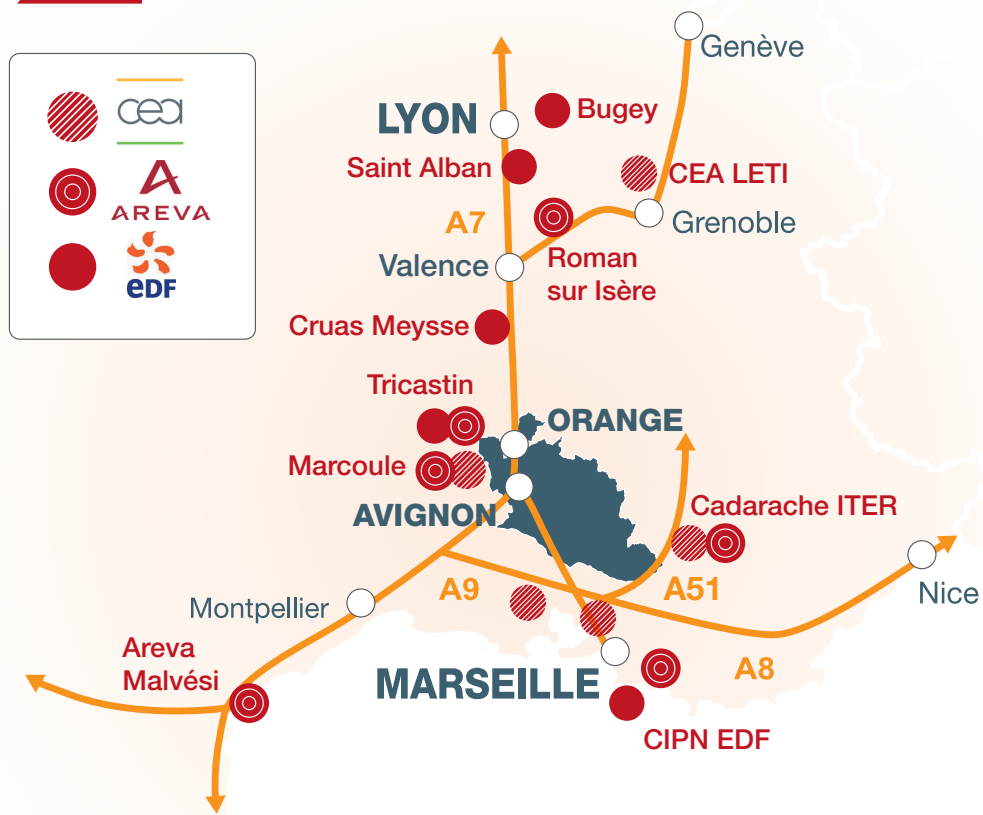 cea
AREVA
eDF
Genève
LYON
Bugey
Saint Alban
CEA LETI
A7
Grenoble
Valence
Roman
sur Isère
Cruas Meysse
Tricastin
ORANGE
Marcoule
AVIGNON
Cadarache ITER
A9
A51
Montpellier
Nice
Areva
Malvési
MARSEILLE
A8
CIPN EDF